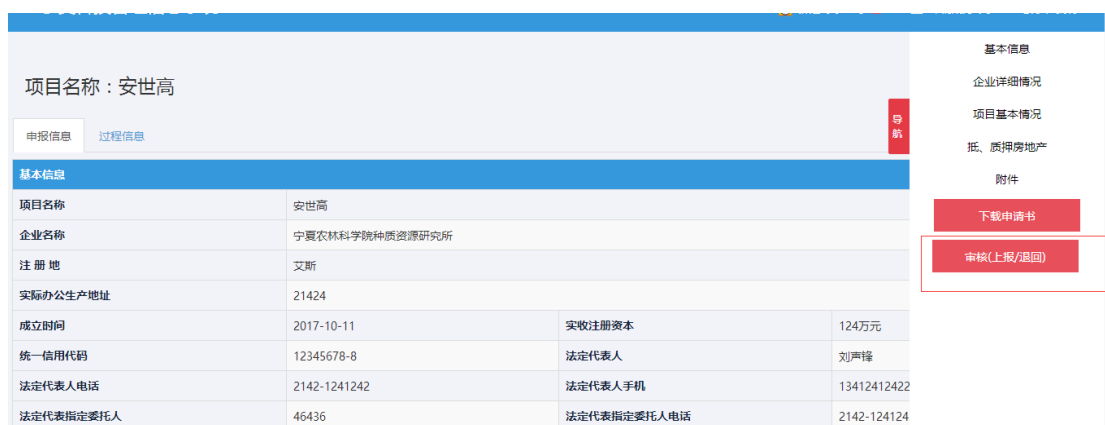 项目名称：安世高
申报信息 过程信息
导航
基本信息
项目名称 安世高
企业名称 宁夏农林科学院种质资源研究所
注 册 地 艾斯
实际办公生产地址 21424
成立时间 2017-10-11 实收注册资本 124万元
统一信用代码 12345678-8 法定代表人 刘声锋
法定代表人电话 2142-1241242 法定代表人手机 13412412422
法定代表指定委托人 46436 法定代表指定委托人电话 2142-124124
基本信息
企业详细情况
项目基本情况
抵、质押房地产
附件
下载申请书
审核(上报/退回)